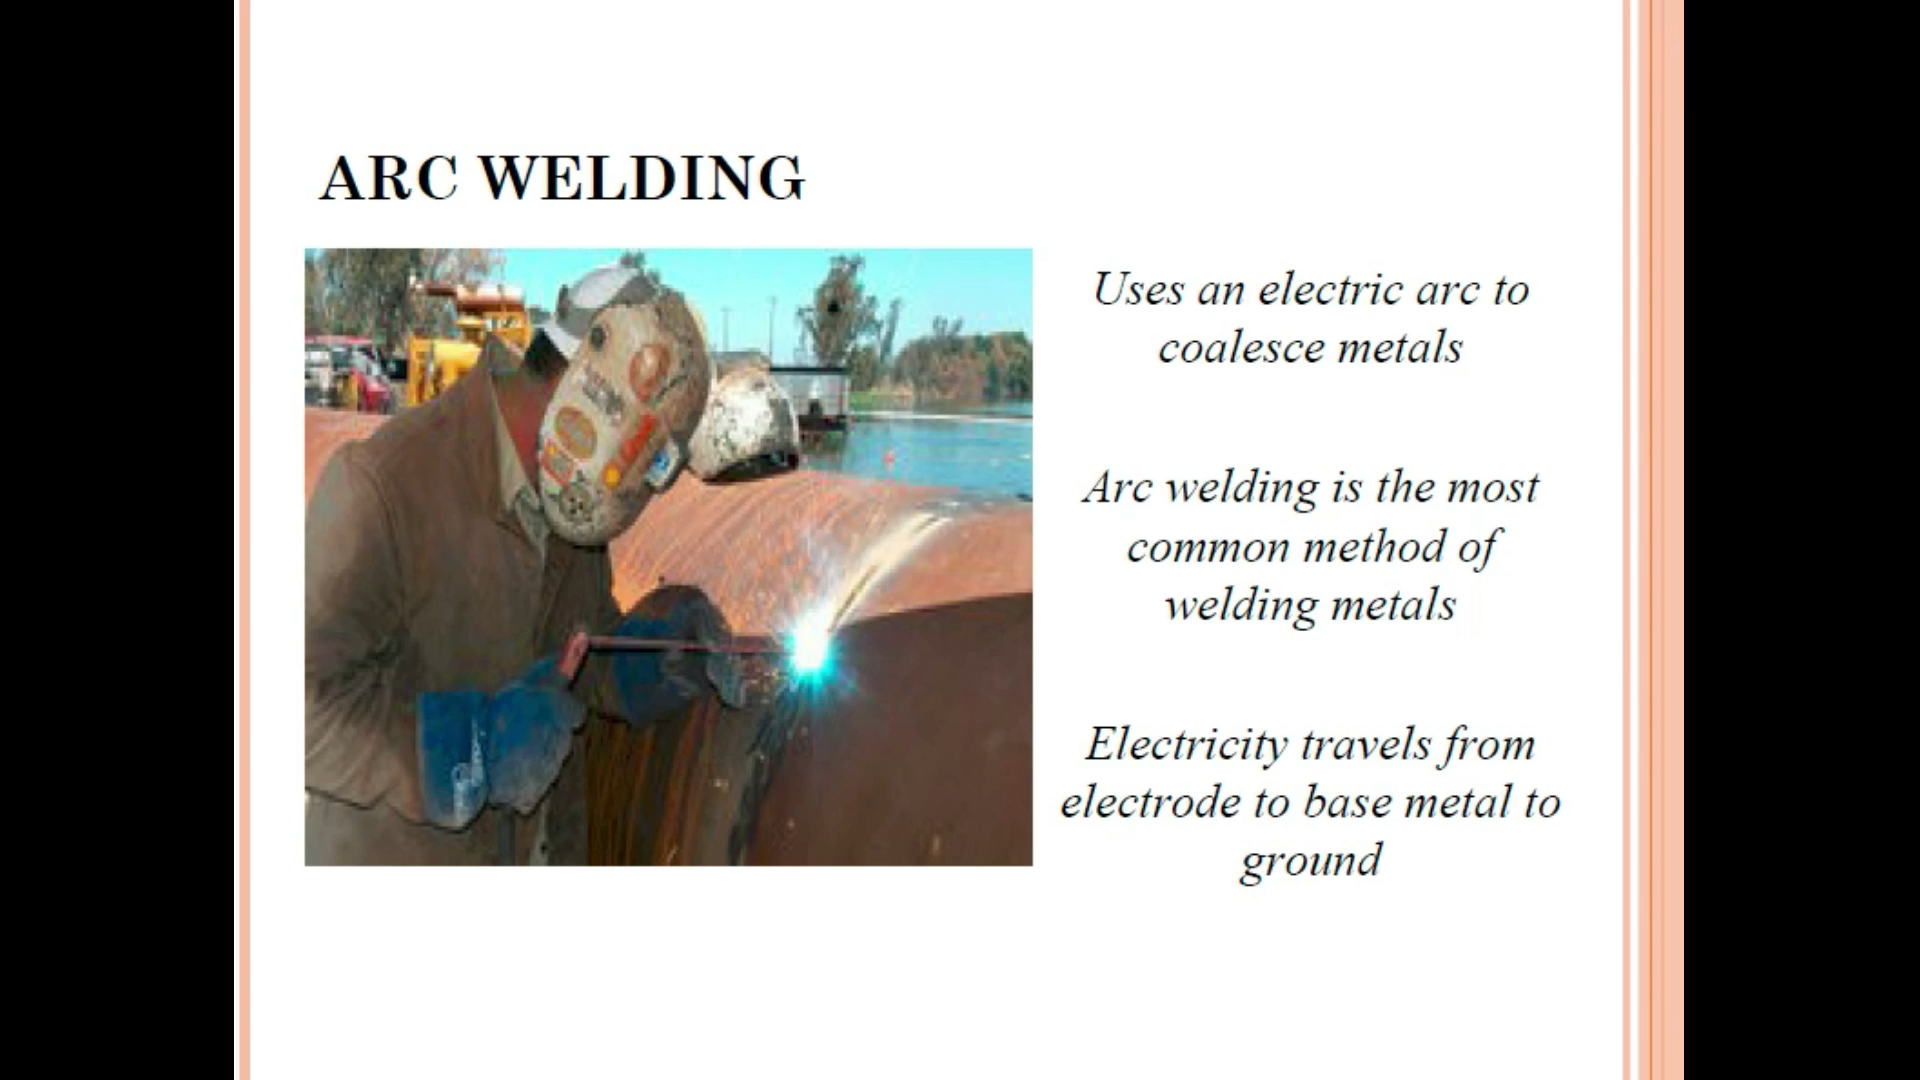 ARC WELDING
Uses an electric arc to
coalesce metals
Arc welding is the most
common method of
welding metals
Electricity travels from
electrode to base metal to
ground